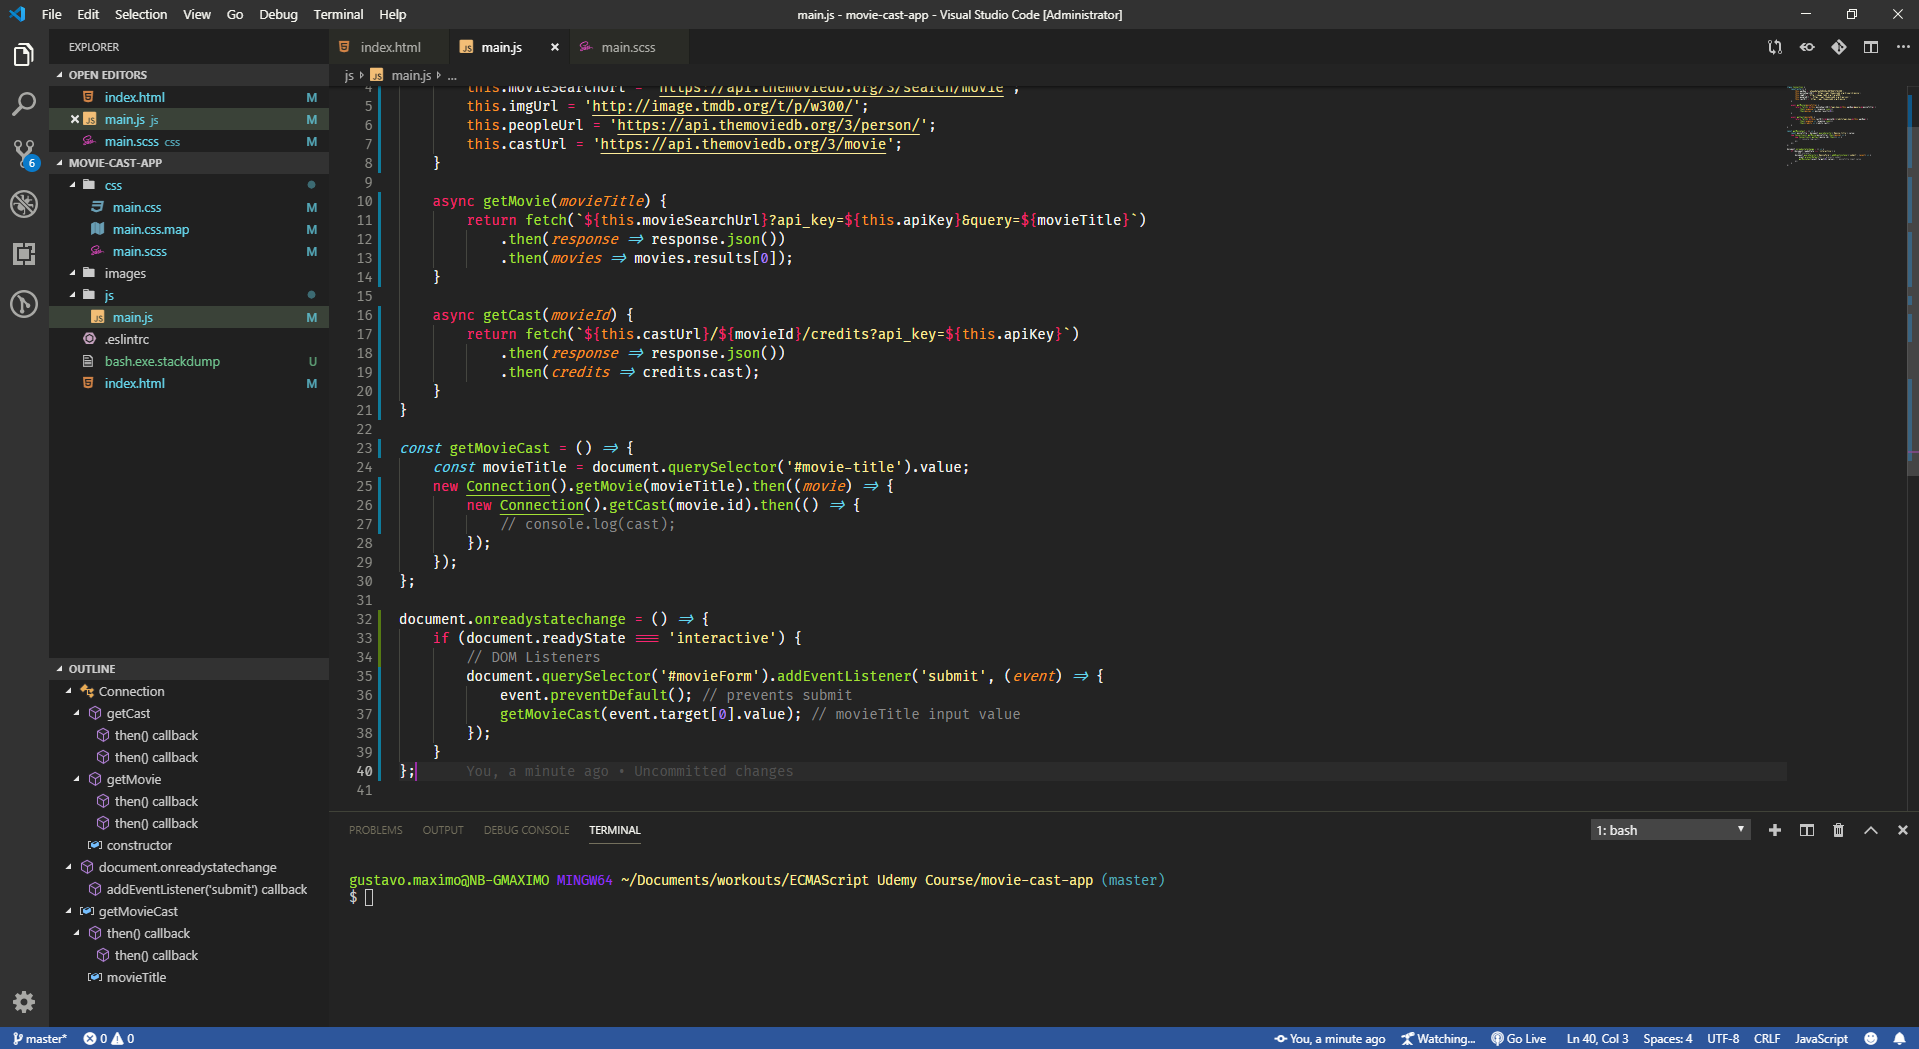 File Edit Selection View Go Debug Terminal Help
main.js - movie-cast-app - Visual Studio Code [Administrator]
EXPLORER
OPEN EDITORS
index.html M
main.js js M
main.scss css M
6
MOVIE-CAST-APP
css
main.css M
main.css.map M
main.scss M
images
js
main.js M
.eslintrc
bash.exe.stackdump U
index.html M
OUTLINE
Connection
getCast
then() callback
then() callback
getMovie
then() callback
then() callback
constructor
document.onreadystatechange
addEventListener('submit') callback
getMovieCast
then() callback
then() callback
movieTitle
index.html
main.js
main.scss
js main.js ...
4 this.movieSearchUrl = 'https://api.themoviedb.org/3/search/movie';
5 this.imgUrl = 'http://image.tmdb.org/t/p/w300/';
6 this.peopleUrl = 'https://api.themoviedb.org/3/person/';
7 this.castUrl = 'https://api.themoviedb.org/3/movie';
8 }
9
10 async getMovie(movieTitle) {
11 return fetch(`${this.movieSearchUrl}?api_key=${this.apiKey}&query=${movieTitle}`)
12 .then(response => response.json())
13 .then(movies => movies.results[0]);
14 }
15
16 async getCast(movieId) {
17 return fetch(`${this.castUrl}/${movieId}/credits?api_key=${this.apiKey}`)
18 .then(response => response.json())
19 .then(credits => credits.cast);
20 }
21 }
22
23 const getMovieCast = () => {
24 const movieTitle = document.querySelector('#movie-title').value;
25 new Connection().getMovie(movieTitle).then((movie) => {
26 new Connection().getCast(movie.id).then(() => {
27 // console.log(cast);
28 });
29 });
30 };
31
32 document.onreadystatechange = () => {
33 if (document.readyState === 'interactive') {
34 // DOM Listeners
35 document.querySelector('#movieForm').addEventListener('submit', (event) => {
36 event.preventDefault(); // prevents submit
37 getMovieCast(event.target[0].value); // movieTitle input value
38 });
39 }
40 }; You, a minute ago • Uncommitted changes
41
PROBLEMS OUTPUT DEBUG CONSOLE TERMINAL
1: bash
gustavo.maximo@NB-GMAXIMO MINGW64 ~/Documents/workouts/ECMAScript Udemy Course/movie-cast-app (master)
$
master* 0 0
You, a minute ago Watching... Go Live Ln 40, Col 3 Spaces: 4 UTF-8 CRLF JavaScript